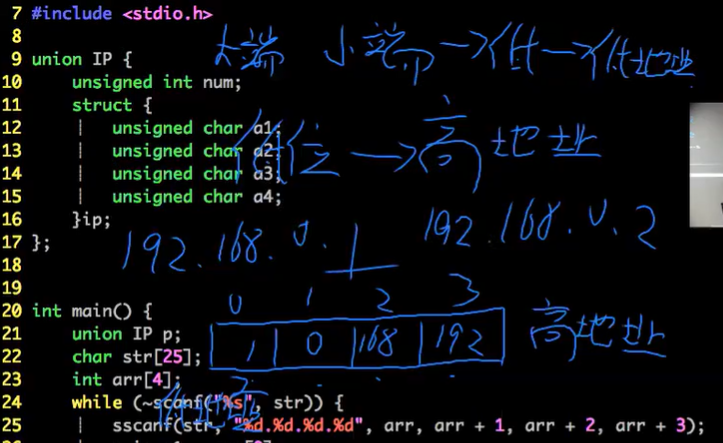 7 #include <stdio.h>
8
9 union IP {
大端 小端一>低一>低地址
10 unsigned int num;
11 struct {
12 | unsigned char a1;
13 | unsigned char a2;
低位 —>高地址
14 | unsigned char a3;
15 | unsigned char a4;
16 }ip;
192.168.0.1 192.168.0.2
17 };
18
19
0 1 2 3
20 int main() {
21 union IP p;
1 0 168 192 高地址
22 char str[25];
23 int arr[4];
24 while (~scanf("%s", str)) {
25 | sscanf(str, "%d.%d.%d.%d", arr, arr + 1, arr + 2, arr + 3);